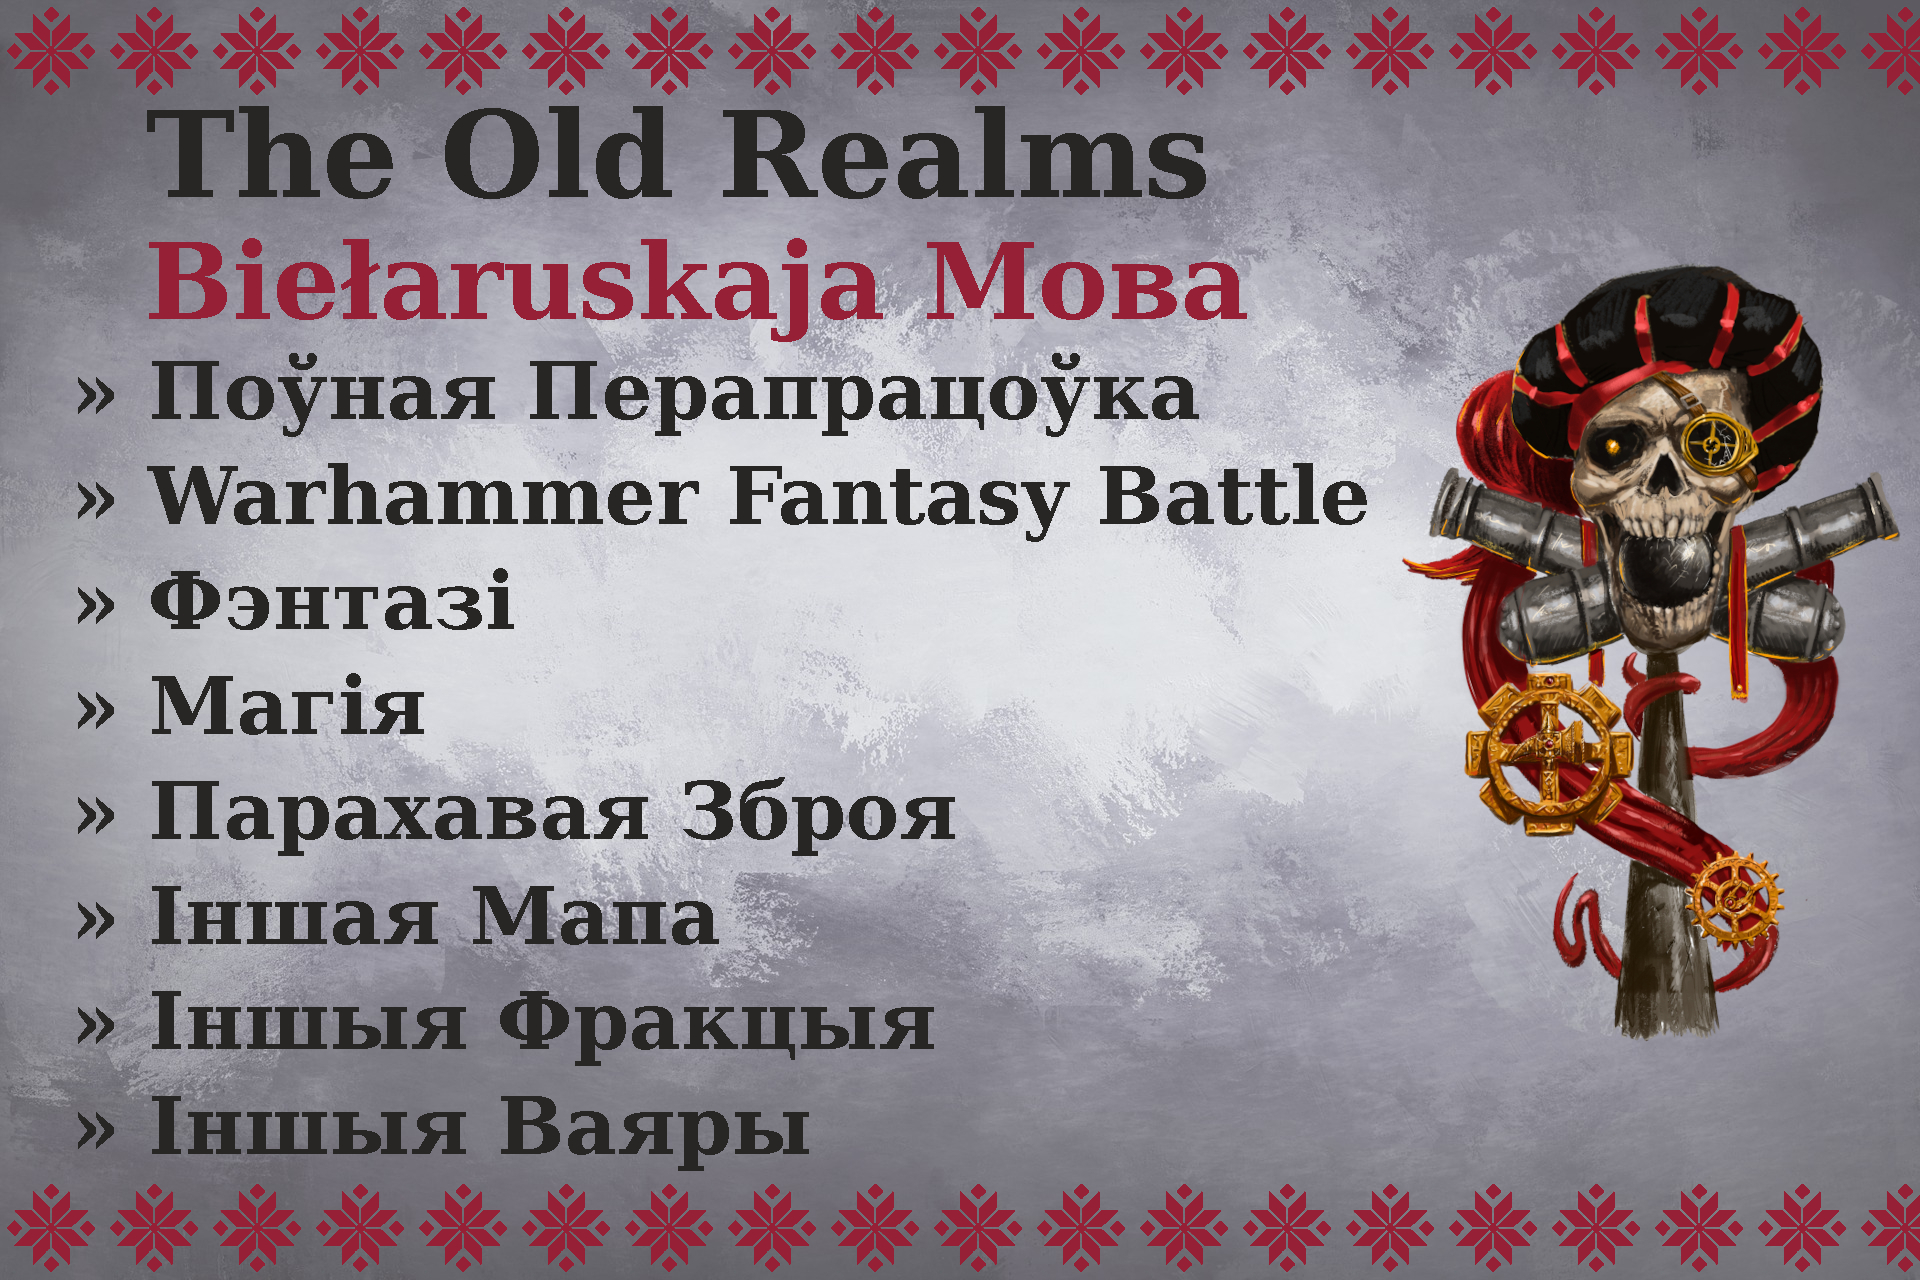 The Old Realms
Biełaruskaja Мова
» Поўная Перапрацоўка
» Warhammer Fantasy Battle
» Фэнтазі
» Магія
» Парахавая Зброя
» Іншая Мапа
» Іншыя Фракцыя
» Іншыя Ваяры